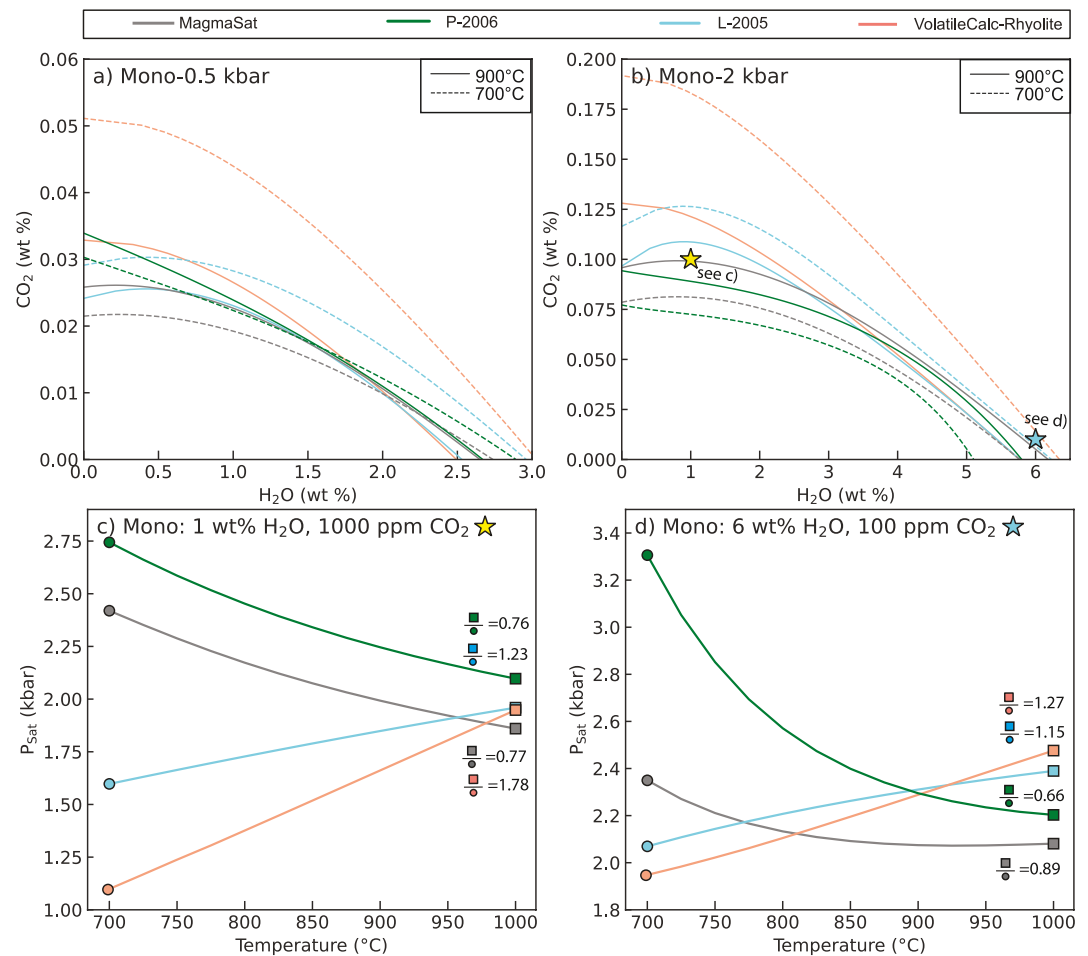 MagmaSat P-2006 L-2005 VolatileCalc-Rhyolite
a) Mono-0.5 kbar
900°C
700°C
0.06
0.05
0.04
0.03
0.02
0.01
0.00
CO₂ (wt %)
0.0 0.5 1.0 1.5 2.0 2.5 3.0
H₂O (wt %)
b) Mono-2 kbar
900°C
700°C
0.200
0.175
0.150
0.125
0.100
0.075
0.050
0.025
0.000
CO₂ (wt %)
see c)
see d)
0 1 2 3 4 5 6
H₂O (wt %)
c) Mono: 1 wt% H₂O, 1000 ppm CO₂
2.75
2.50
2.25
2.00
1.75
1.50
1.25
1.00
P_Sat (kbar)
=0.76
=1.23
=0.77
=1.78
700 750 800 850 900 950 1000
Temperature (°C)
d) Mono: 6 wt% H₂O, 100 ppm CO₂
3.4
3.2
3.0
2.8
2.6
2.4
2.2
2.0
1.8
P_Sat (kbar)
=1.27
=1.15
=0.66
=0.89
700 750 800 850 900 950 1000
Temperature (°C)